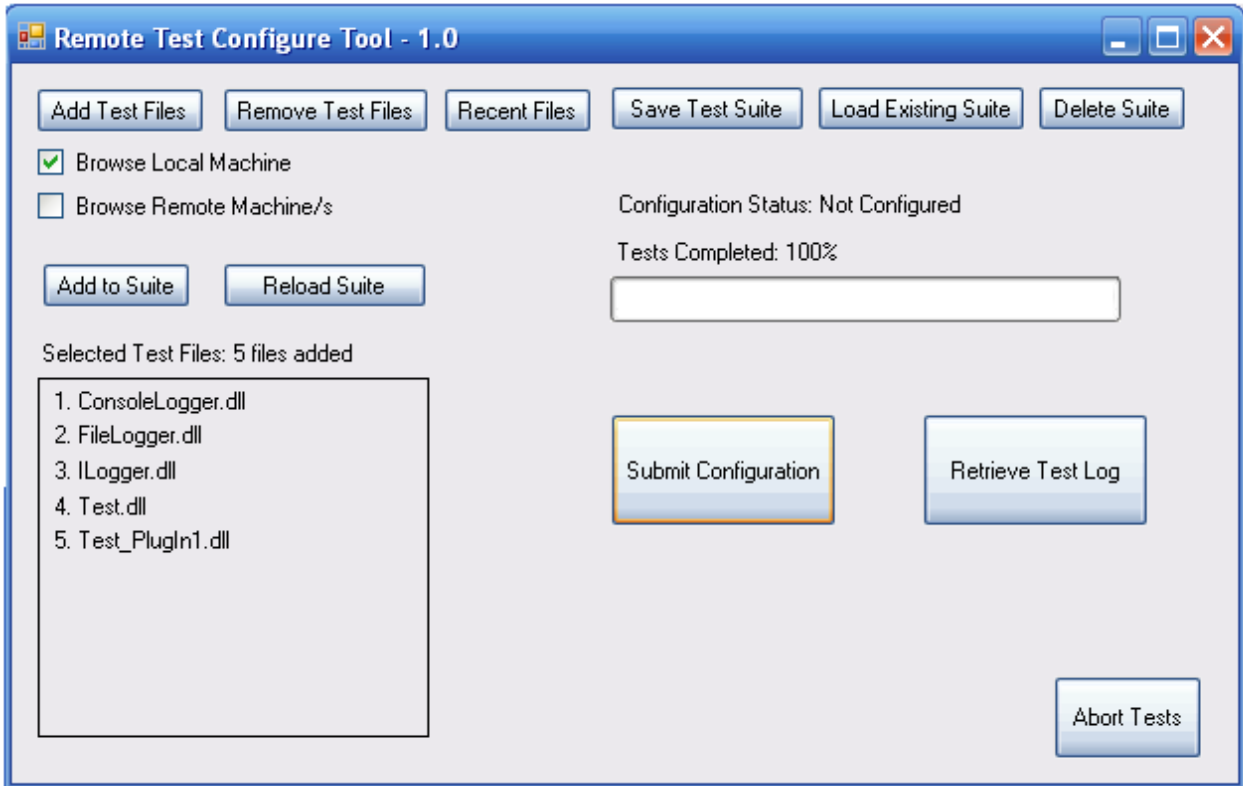 Remote Test Configure Tool - 1.0
Add Test Files Remove Test Files Recent Files Save Test Suite Load Existing Suite Delete Suite
Browse Local Machine
Browse Remote Machine/s
Configuration Status: Not Configured
Tests Completed: 100%
Add to Suite Reload Suite
Selected Test Files: 5 files added
1. ConsoleLogger.dll
2. FileLogger.dll
3. ILogger.dll
4. Test.dll
5. Test_PlugIn1.dll
Submit Configuration Retrieve Test Log
Abort Tests